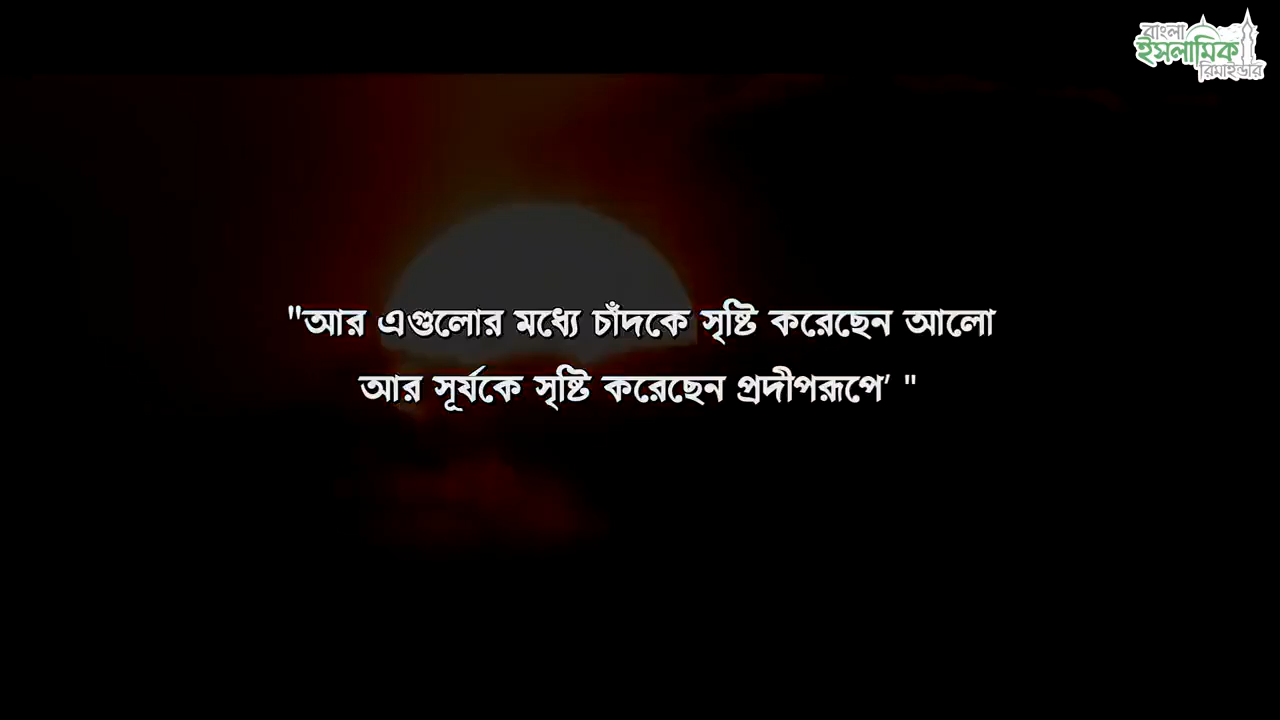 বাংলা
ইসলামিক
রিমাইন্ডার
"আর এগুলোর মধ্যে চাঁদকে সৃষ্টি করেছেন আলো
আর সূর্যকে সৃষ্টি করেছেন প্রদীপরূপে’ "